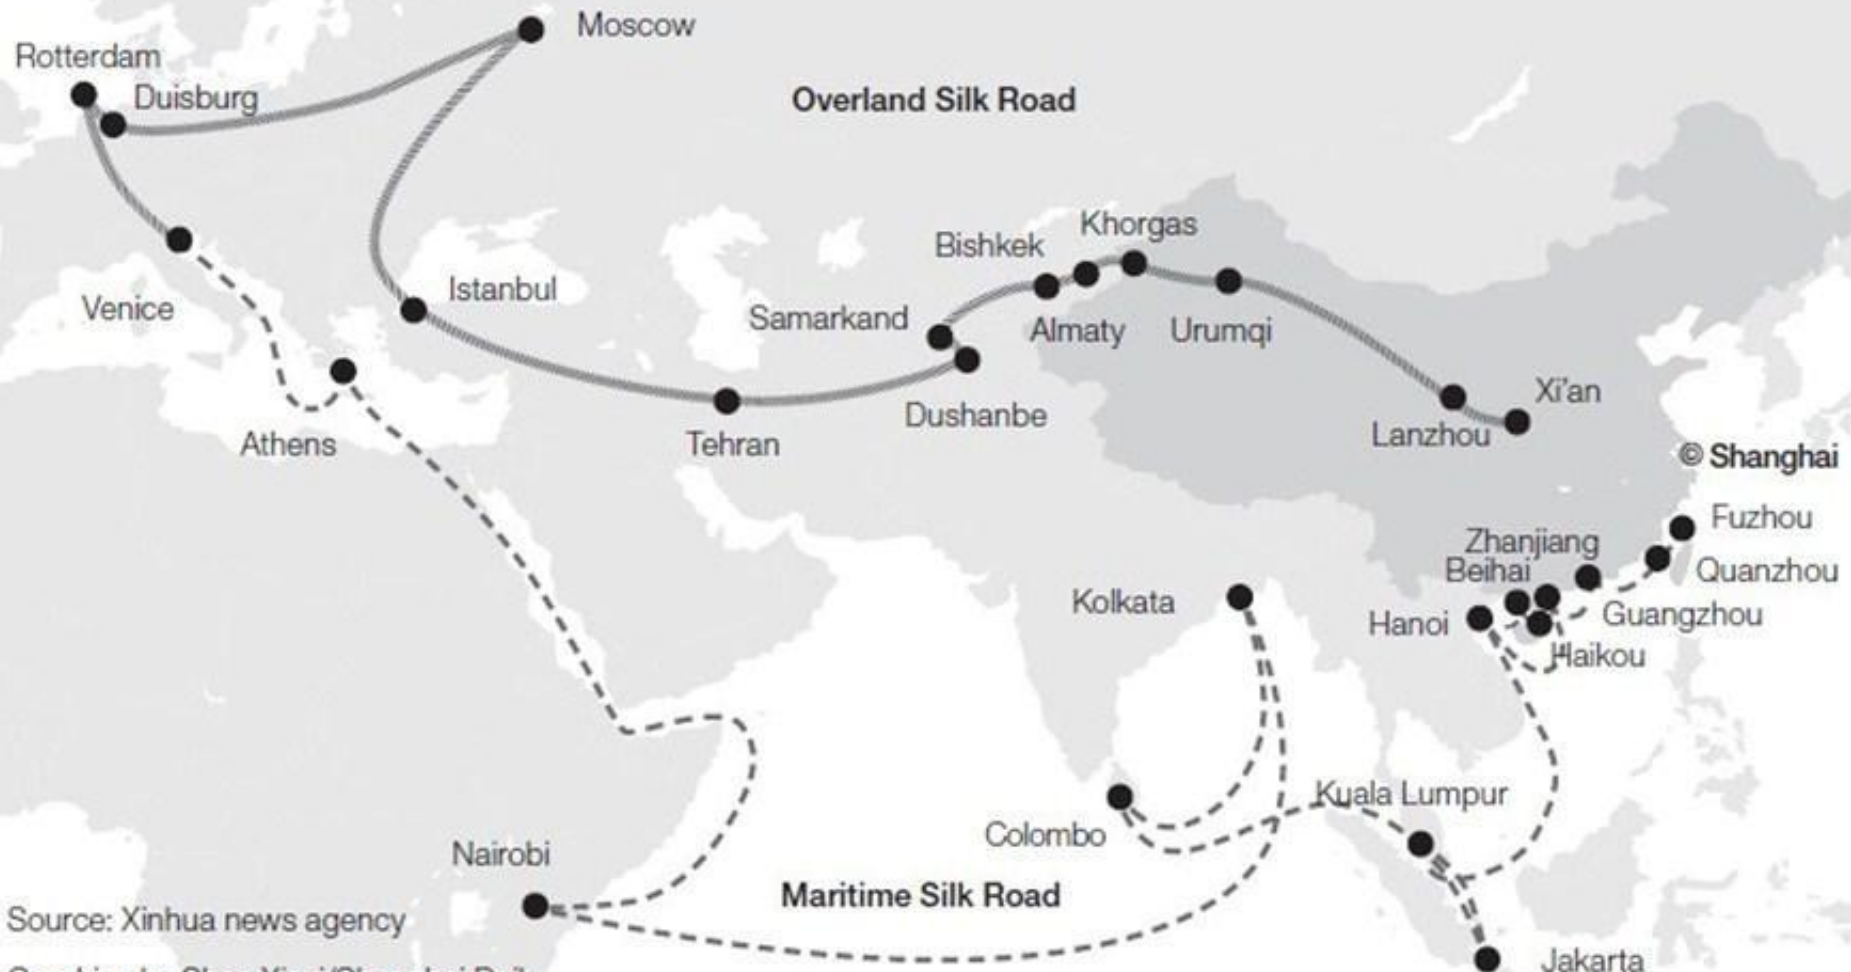 Moscow
Rotterdam
Duisburg
Overland Silk Road
Khorgas
Bishkek
Istanbul
Venice
Samarkand
Almaty
Urumqi
Xi'an
Dushanbe
Lanzhou
Athens
Tehran
© Shanghai
Fuzhou
Zhanjiang
Beihai
Quanzhou
Kolkata
Hanoi
Guangzhou
Haikou
Kuala Lumpur
Colombo
Nairobi
Maritime Silk Road
Source: Xinhua news agency
Jakarta